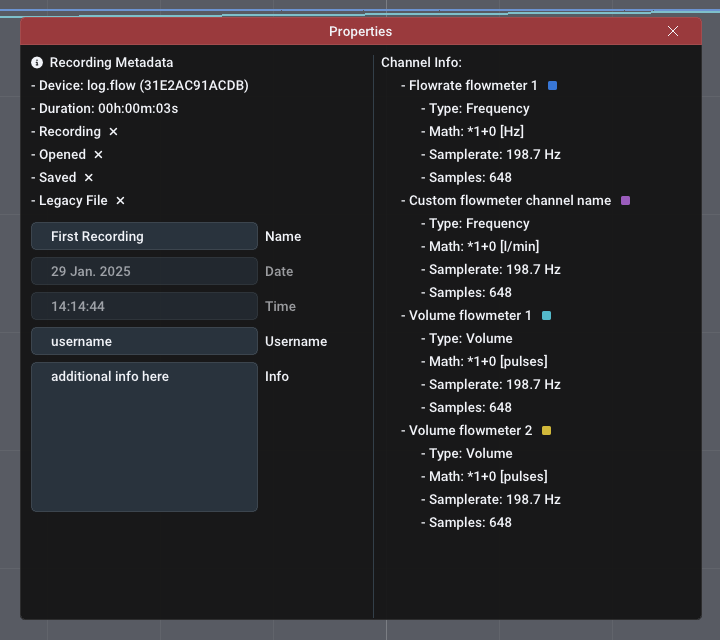 Properties
Recording Metadata
- Device: log.flow (31E2AC91ACDB)
- Duration: 00h:00m:03s
- Recording ×
- Opened ×
- Saved ×
- Legacy File ×
First Recording Name
29 Jan. 2025 Date
14:14:44 Time
username Username
additional info here Info
Channel Info:
- Flowrate flowmeter 1
- Type: Frequency
- Math: *1+0 [Hz]
- Samplerate: 198.7 Hz
- Samples: 648
- Custom flowmeter channel name
- Type: Frequency
- Math: *1+0 [l/min]
- Samplerate: 198.7 Hz
- Samples: 648
- Volume flowmeter 1
- Type: Volume
- Math: *1+0 [pulses]
- Samplerate: 198.7 Hz
- Samples: 648
- Volume flowmeter 2
- Type: Volume
- Math: *1+0 [pulses]
- Samplerate: 198.7 Hz
- Samples: 648